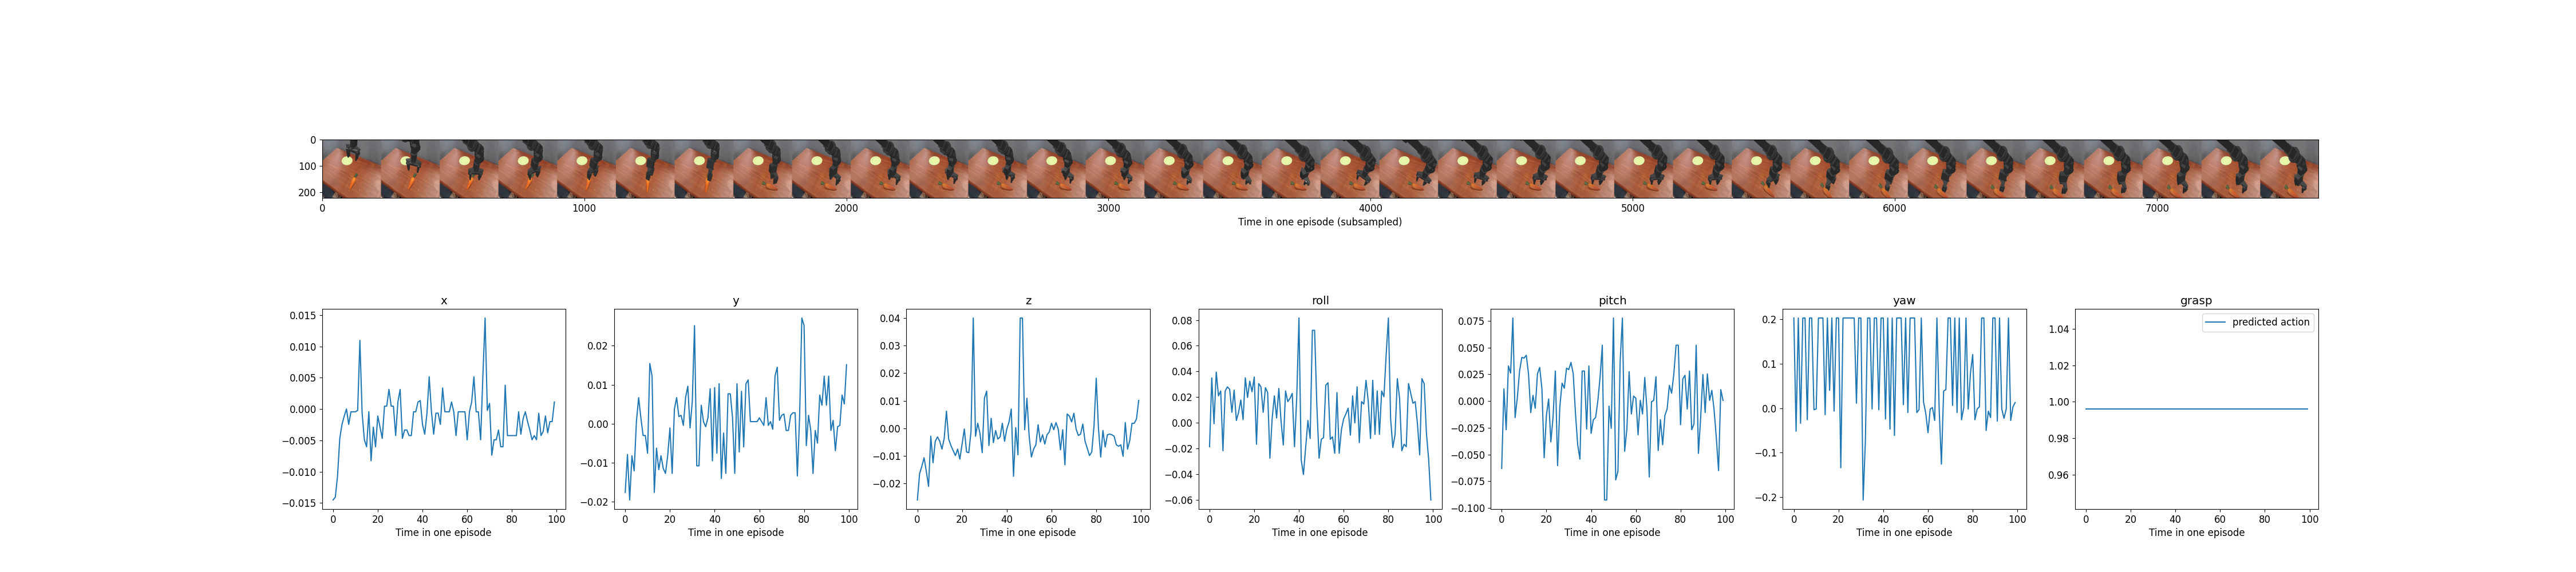 0
100
200
0 1000 2000 3000 4000 5000 6000 7000
Time in one episode (subsampled)
x
0.015
0.010
0.005
0.000
−0.005
−0.010
−0.015
0 20 40 60 80 100
Time in one episode
y
0.02
0.01
0.00
−0.01
−0.02
0 20 40 60 80 100
Time in one episode
z
0.04
0.03
0.02
0.01
0.00
−0.01
−0.02
0 20 40 60 80 100
Time in one episode
roll
0.08
0.06
0.04
0.02
0.00
−0.02
−0.04
−0.06
0 20 40 60 80 100
Time in one episode
pitch
0.075
0.050
0.025
0.000
−0.025
−0.050
−0.075
−0.100
0 20 40 60 80 100
Time in one episode
yaw
0.2
0.1
0.0
−0.1
−0.2
0 20 40 60 80 100
Time in one episode
grasp
predicted action
1.04
1.02
1.00
0.98
0.96
0 20 40 60 80 100
Time in one episode